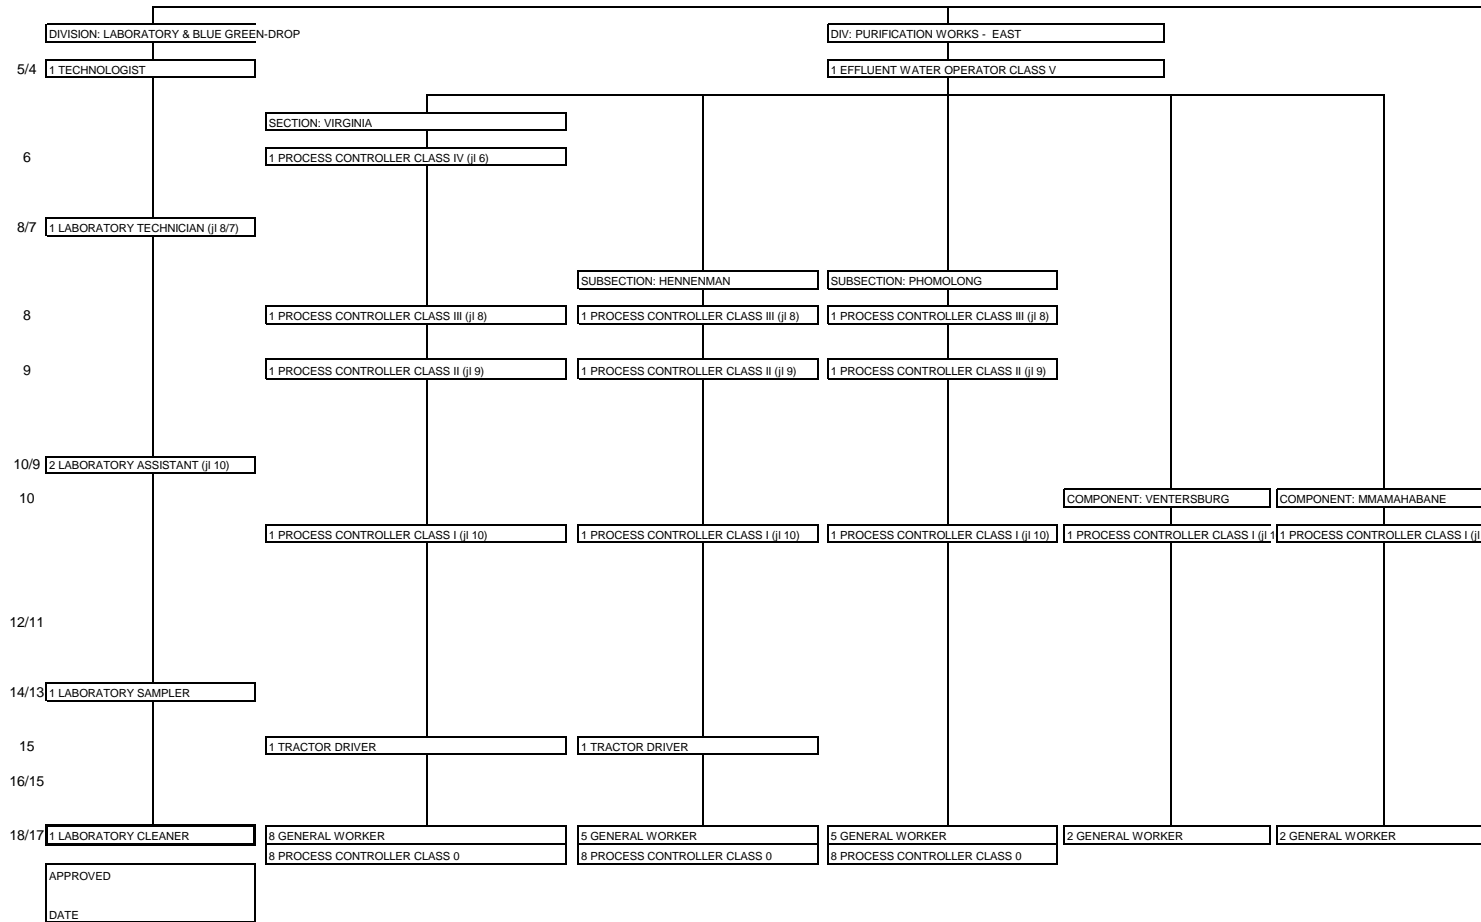 DIVISION: LABORATORY & BLUE GREEN-DROP
DIV: PURIFICATION WORKS - EAST
5/4 1 TECHNOLOGIST
1 EFFLUENT WATER OPERATOR CLASS V
SECTION: VIRGINIA
6 1 PROCESS CONTROLLER CLASS IV (jl 6)
8/7 1 LABORATORY TECHNICIAN (jl 8/7)
SUBSECTION: HENNENMAN
SUBSECTION: PHOMOLONG
8 1 PROCESS CONTROLLER CLASS III (jl 8)
1 PROCESS CONTROLLER CLASS III (jl 8)
1 PROCESS CONTROLLER CLASS III (jl 8)
9 1 PROCESS CONTROLLER CLASS II (jl 9)
1 PROCESS CONTROLLER CLASS II (jl 9)
1 PROCESS CONTROLLER CLASS II (jl 9)
10/9 2 LABORATORY ASSISTANT (jl 10)
10 COMPONENT: VENTERSBURG
COMPONENT: MMAMAHABANE
1 PROCESS CONTROLLER CLASS I (jl 10)
1 PROCESS CONTROLLER CLASS I (jl 10)
1 PROCESS CONTROLLER CLASS I (jl 10)
1 PROCESS CONTROLLER CLASS I (jl 1
1 PROCESS CONTROLLER CLASS I (jl
12/11
14/13 1 LABORATORY SAMPLER
15 1 TRACTOR DRIVER
1 TRACTOR DRIVER
16/15
18/17 1 LABORATORY CLEANER
8 GENERAL WORKER
5 GENERAL WORKER
5 GENERAL WORKER
2 GENERAL WORKER
2 GENERAL WORKER
8 PROCESS CONTROLLER CLASS 0
8 PROCESS CONTROLLER CLASS 0
8 PROCESS CONTROLLER CLASS 0
APPROVED
DATE